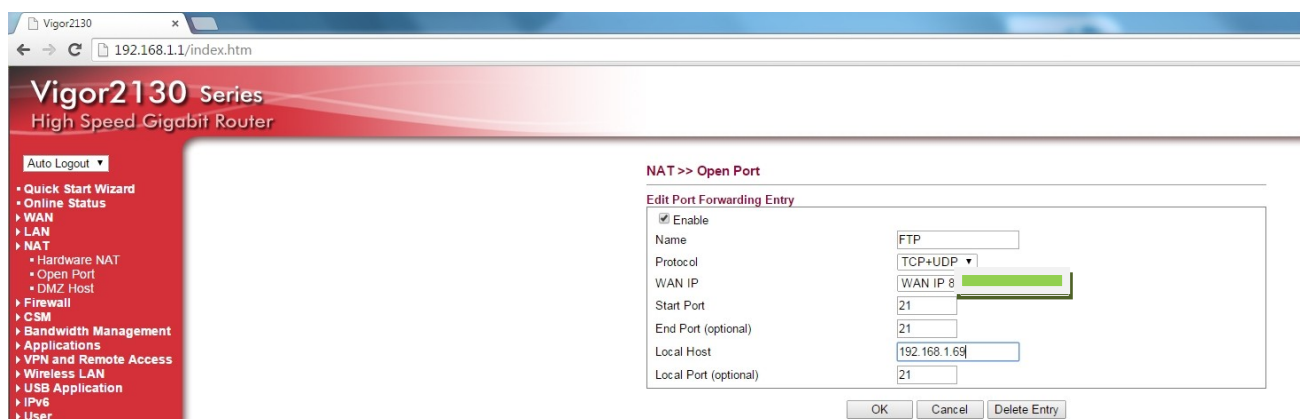 Vigor2130 ×
192.168.1.1/index.htm
Vigor2130 Series
High Speed Gigabit Router
Auto Logout
Quick Start Wizard
Online Status
WAN
LAN
NAT
Hardware NAT
Open Port
DMZ Host
Firewall
CSM
Bandwidth Management
Applications
VPN and Remote Access
Wireless LAN
USB Application
IPv6
User
NAT >> Open Port
Edit Port Forwarding Entry
Enable
Name FTP
Protocol TCP+UDP
WAN IP WAN IP 8
Start Port 21
End Port (optional) 21
Local Host 192.168.1.69
Local Port (optional) 21
OK Cancel Delete Entry